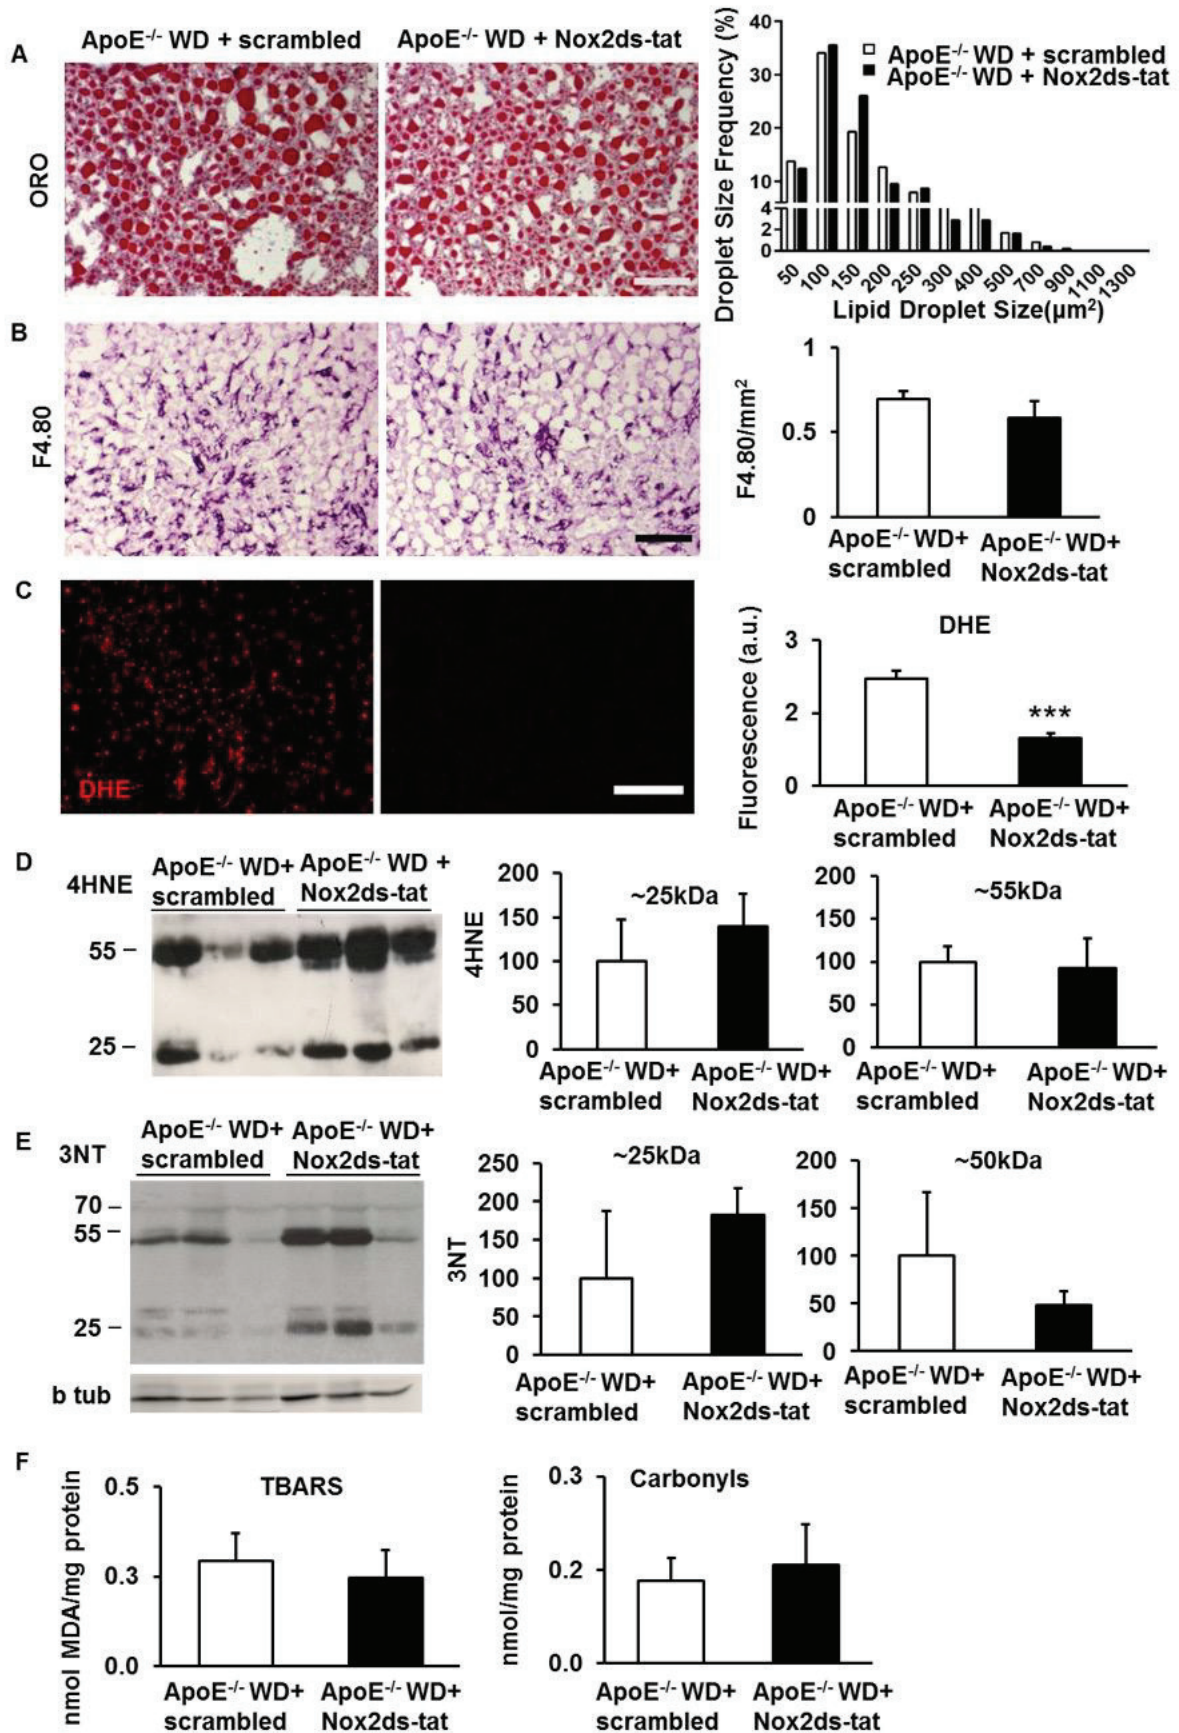 A
ApoE-/- WD + scrambled
ApoE-/- WD + Nox2ds-tat
ORO
Droplet Size Frequency (%)
40
30
20
10
4
2
0
ApoE-/- WD + scrambled
ApoE-/- WD + Nox2ds-tat
50 100 150 200 250 300 400 500 700 900 1100 1300
Lipid Droplet Size(µm2)
B
F4.80
F4.80/mm2
1
0.5
0
ApoE-/- WD+
scrambled
ApoE-/- WD+
Nox2ds-tat
C
DHE
Fluorescence (a.u.)
DHE
3
2
0
ApoE-/- WD+
scrambled
ApoE-/- WD+
Nox2ds-tat
***
D
4HNE
ApoE-/- WD+
scrambled
ApoE-/- WD +
Nox2ds-tat
55
25
4HNE
200
150
100
50
0
~25kDa
ApoE-/- WD+
scrambled
ApoE-/- WD+
Nox2ds-tat
200
150
100
50
0
~55kDa
ApoE-/- WD+
scrambled
ApoE-/- WD+
Nox2ds-tat
E
3NT
ApoE-/- WD+
scrambled
ApoE-/- WD+
Nox2ds-tat
70
55
25
b tub
3NT
250
200
150
100
50
0
~25kDa
ApoE-/- WD+
scrambled
ApoE-/- WD+
Nox2ds-tat
200
150
100
50
0
~50kDa
ApoE-/- WD+
scrambled
ApoE-/- WD+
Nox2ds-tat
F
nmol MDA/mg protein
TBARS
0.5
0.3
0.0
ApoE-/- WD+
scrambled
ApoE-/- WD+
Nox2ds-tat
nmol/mg protein
Carbonyls
0.3
0.2
0.0
ApoE-/- WD+
scrambled
ApoE-/- WD+
Nox2ds-tat